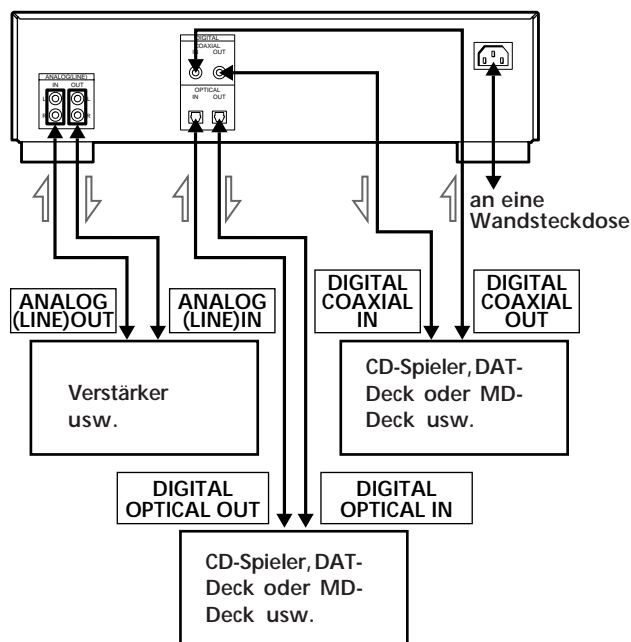 DIGITAL
COAXIAL
IN OUT
OPTICAL
IN OUT
ANALOG(LINE)
IN OUT
L L
R R
an eine
Wandsteckdose
ANALOG
(LINE)OUT
ANALOG
(LINE)IN
DIGITAL
COAXIAL
IN
DIGITAL
COAXIAL
OUT
Verstärker
usw.
CD-Spieler, DAT-
Deck oder MD-
Deck usw.
DIGITAL
OPTICAL OUT
DIGITAL
OPTICAL IN
CD-Spieler, DAT-
Deck oder MD-
Deck usw.